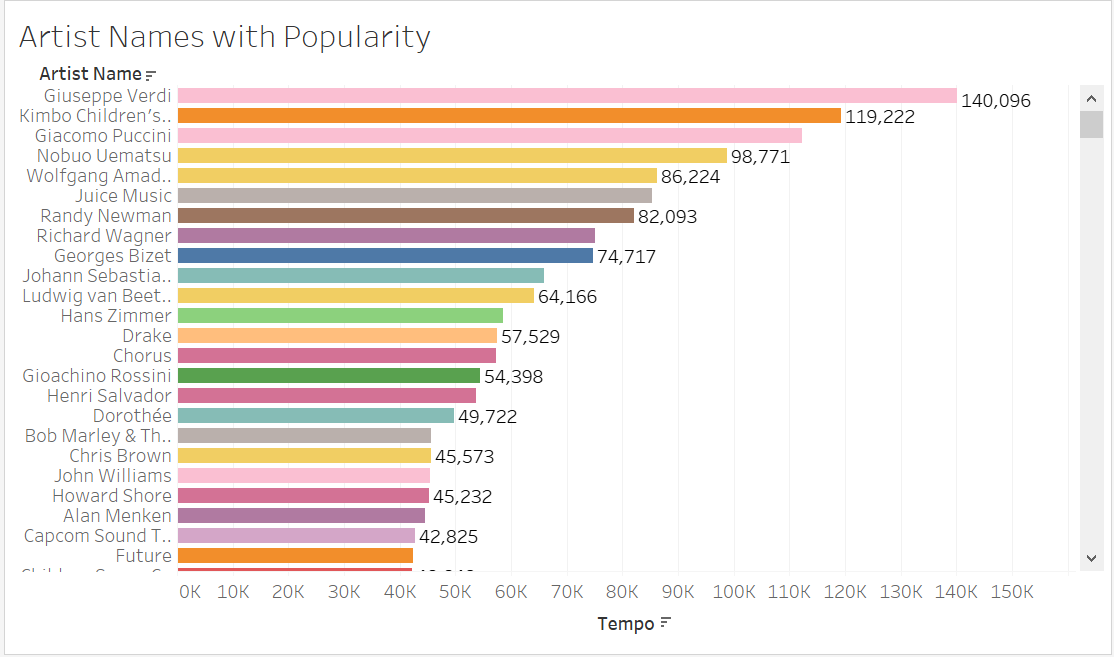 Artist Names with Popularity
Artist Name
Giuseppe Verdi 140,096
Kimbo Children's.. 119,222
Giacomo Puccini
Nobuo Uematsu 98,771
Wolfgang Amad.. 86,224
Juice Music
Randy Newman 82,093
Richard Wagner
Georges Bizet 74,717
Johann Sebastia..
Ludwig van Beet.. 64,166
Hans Zimmer
Drake 57,529
Chorus
Gioachino Rossini 54,398
Henri Salvador
Dorothée 49,722
Bob Marley & Th..
Chris Brown 45,573
John Williams
Howard Shore 45,232
Alan Menken
Capcom Sound T.. 42,825
Future
0K 10K 20K 30K 40K 50K 60K 70K 80K 90K 100K 110K 120K 130K 140K 150K
Tempo